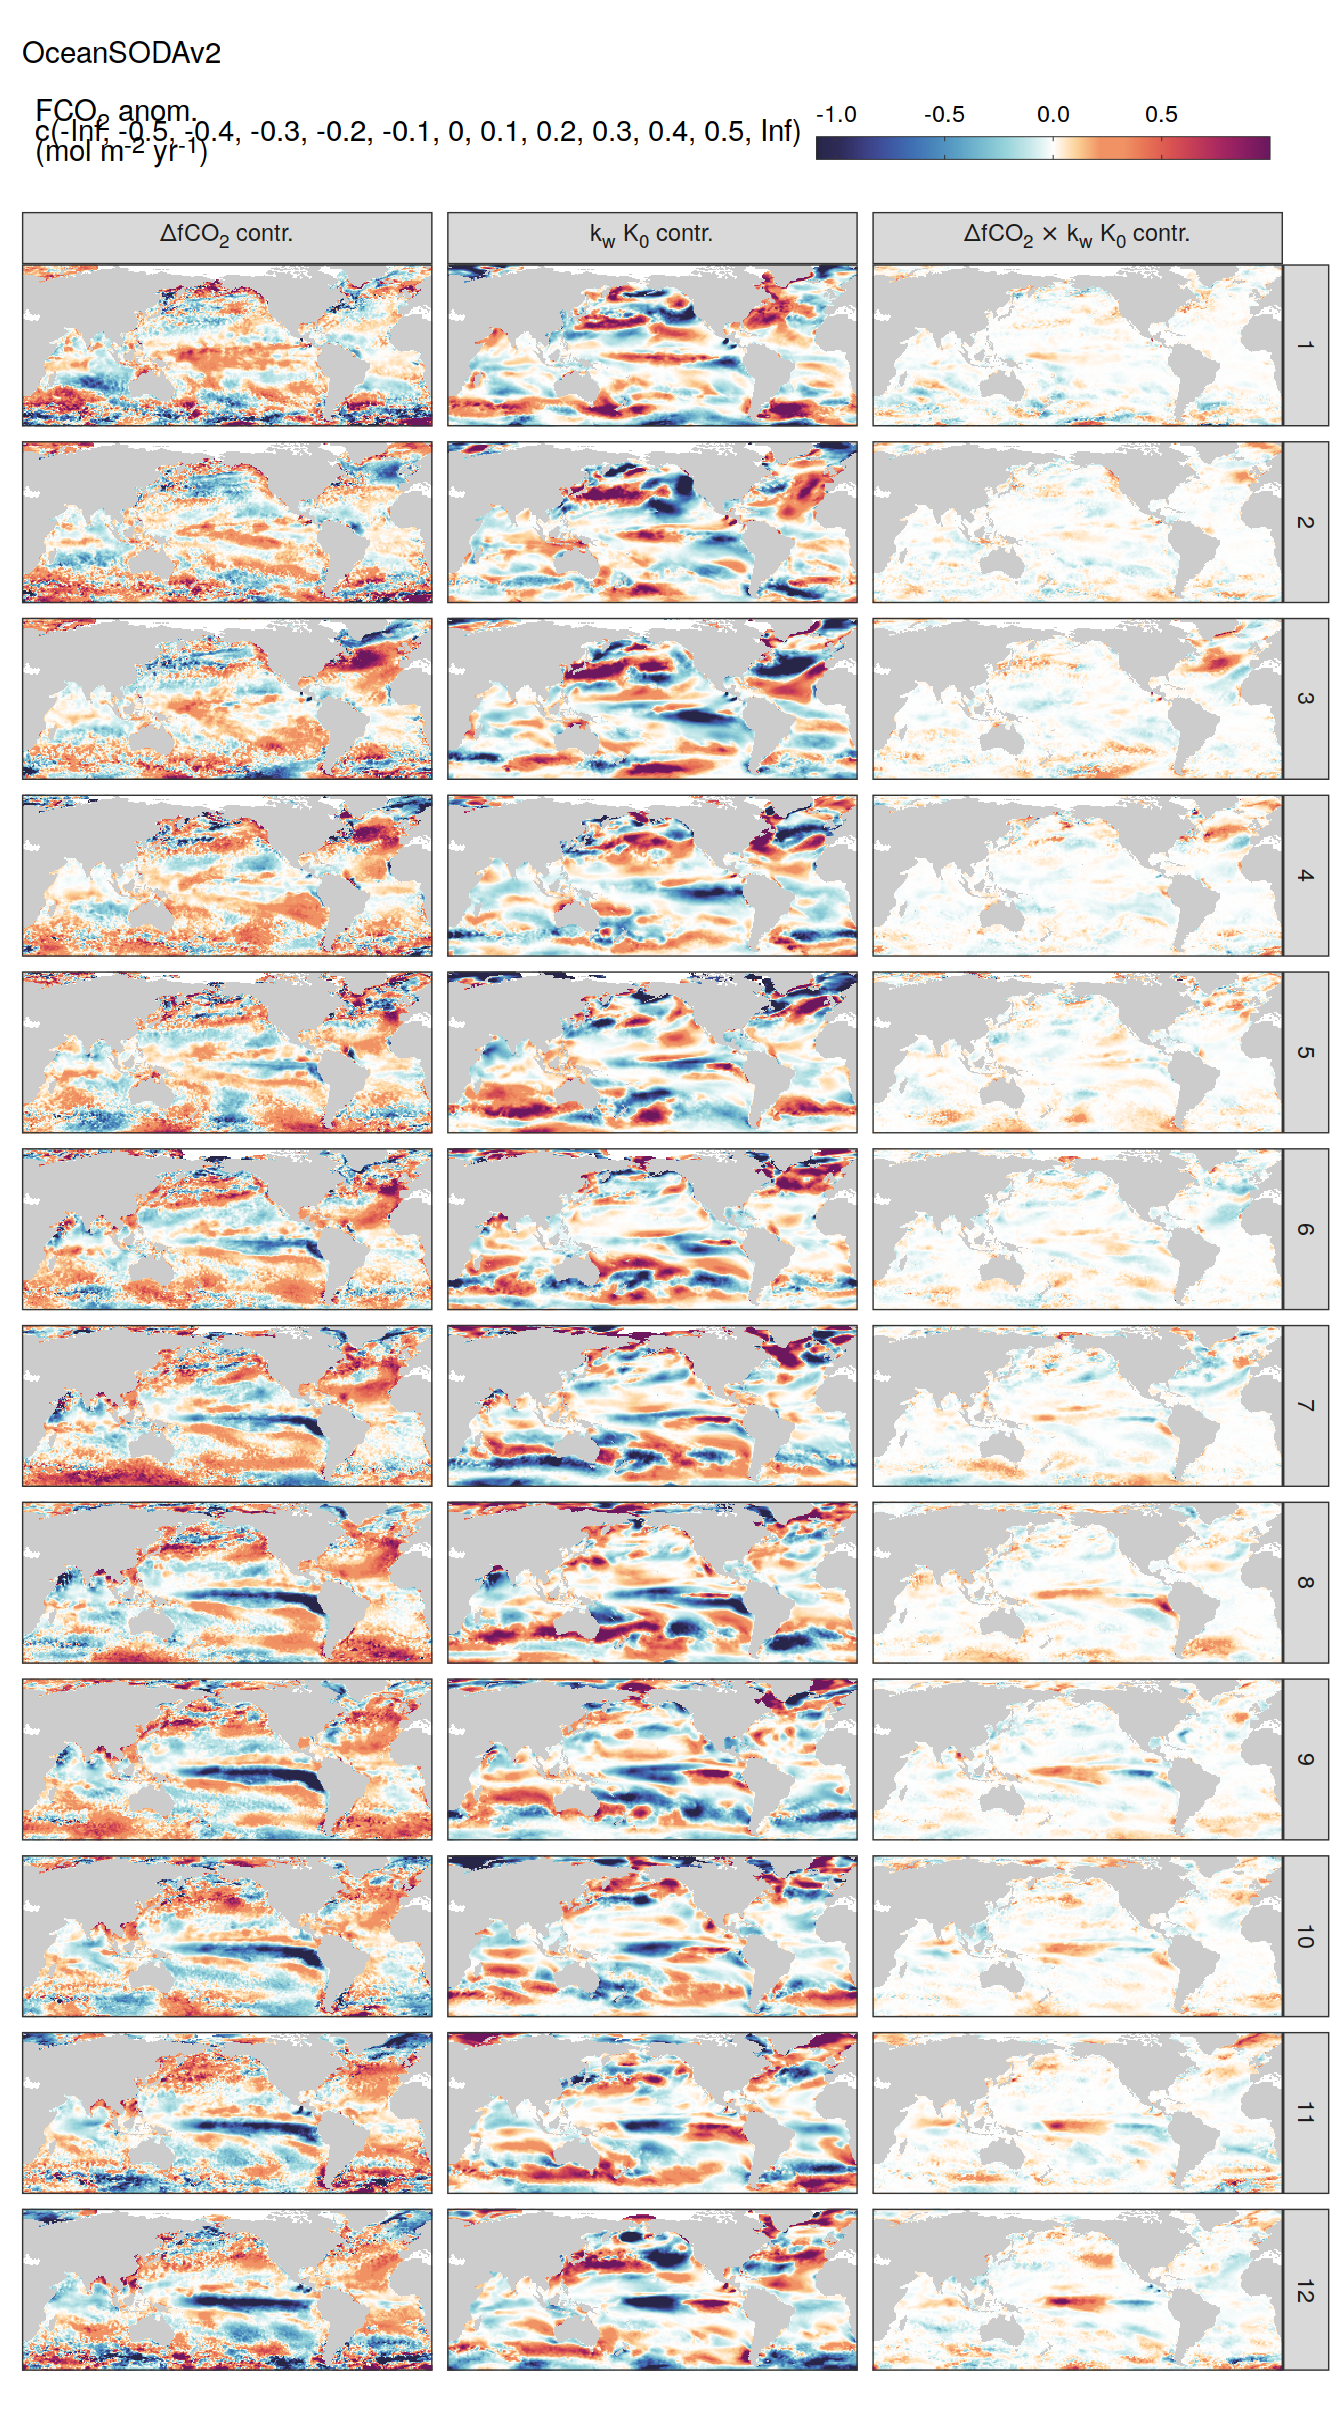 OceanSODAv2
FCO₂ anom.
c(-Inf, -0.5, -0.4, -0.3, -0.2, -0.1, 0, 0.1, 0.2, 0.3, 0.4, 0.5, Inf)
(mol m⁻² yr⁻¹)
-1.0 -0.5 0.0 0.5
ΔfCO₂ contr. k_w K₀ contr. ΔfCO₂ × k_w K₀ contr.
1
2
3
4
5
6
7
8
9
10
11
12